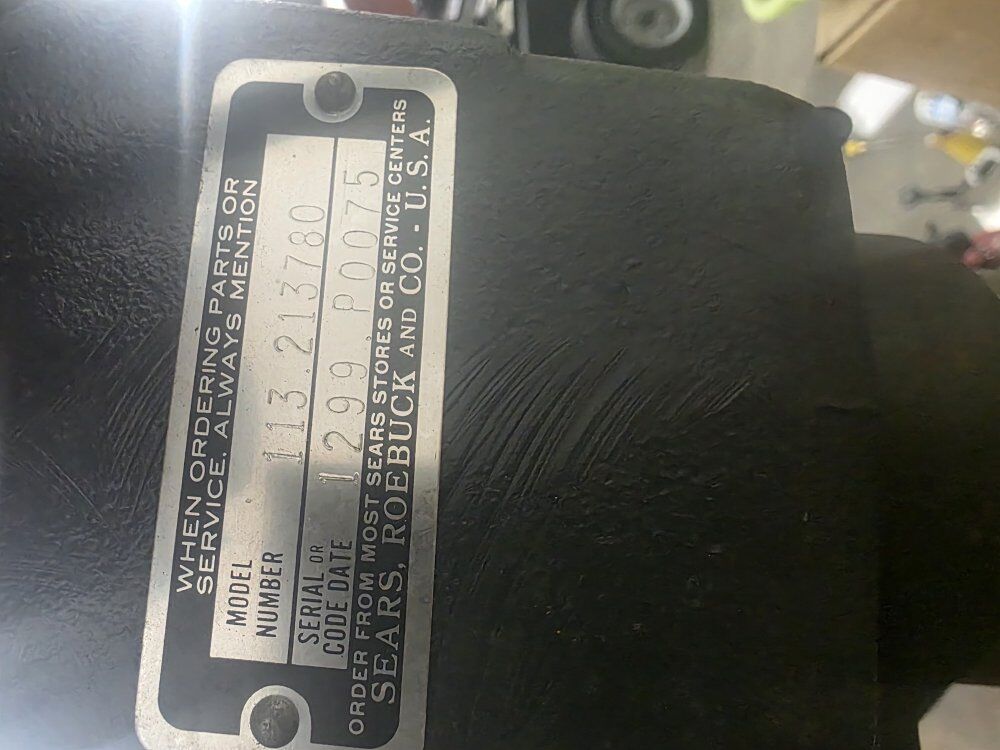 WHEN ORDERING PARTS OR
SERVICE. ALWAYS MENTION
MODEL
NUMBER
113 213780
SERIAL OR
CODE DATE
1299 P0075
ORDER FROM MOST SEARS STORES OR SERVICE CENTERS
SEARS, ROEBUCK AND CO. - U.S.A.